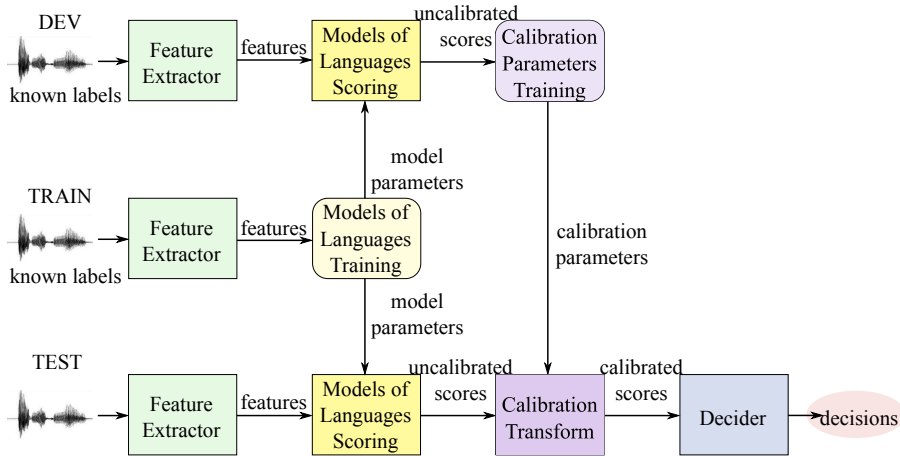 DEV
known labels
Feature
Extractor
features
Models of
Languages
Scoring
uncalibrated
scores
Calibration
Parameters
Training
model
parameters
TRAIN
known labels
Feature
Extractor
features
Models of
Languages
Training
calibration
parameters
model
parameters
TEST
Feature
Extractor
features
Models of
Languages
Scoring
uncalibrated
scores
Calibration
Transform
calibrated
scores
Decider
decisions